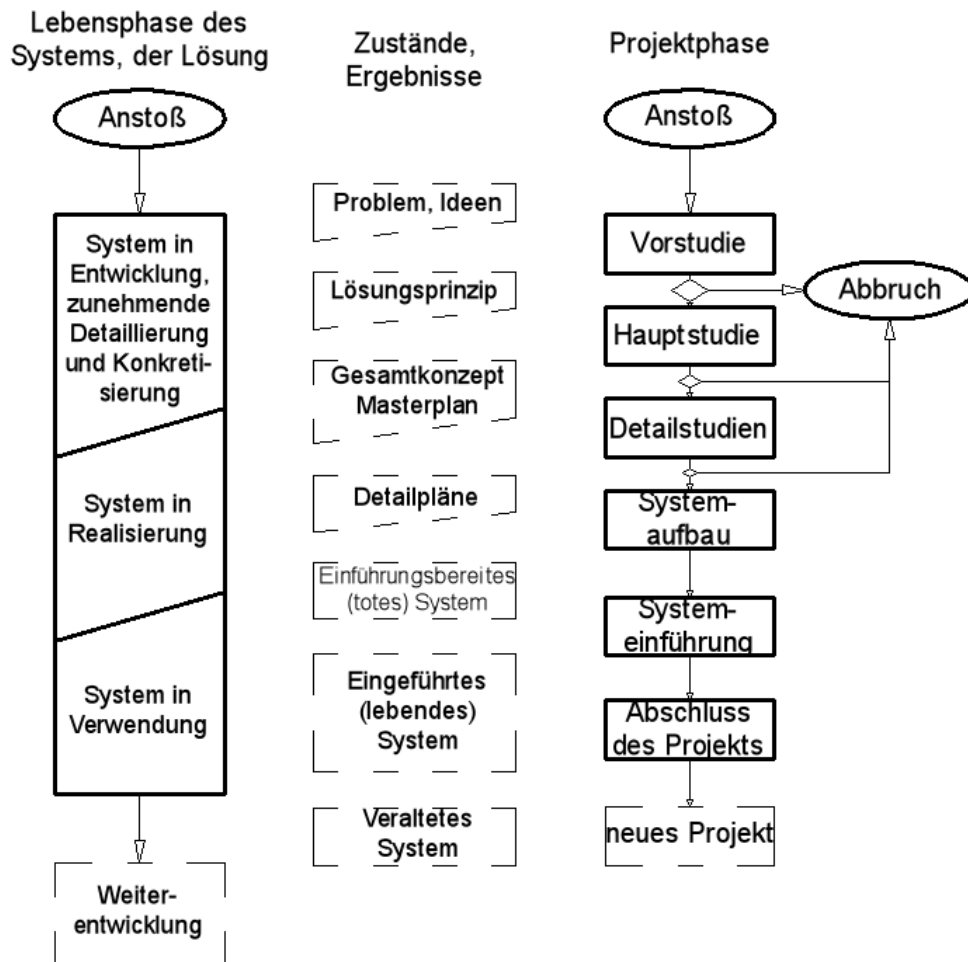 Lebensphase des
Systems, der Lösung
Anstoß
System in
Entwicklung,
zunehmende
Detaillierung
und Konkreti-
sierung
System in
Realisierung
System in
Verwendung
Weiter-
entwicklung
Zustände,
Ergebnisse
Problem, Ideen
Lösungsprinzip
Gesamtkonzept
Masterplan
Detailpläne
Einführungsbereites
(totes) System
Eingeführtes
(lebendes)
System
Veraltetes
System
Projektphase
Anstoß
Vorstudie
Abbruch
Hauptstudie
Detailstudien
System-
aufbau
System-
einführung
Abschluss
des Projekts
neues Projekt